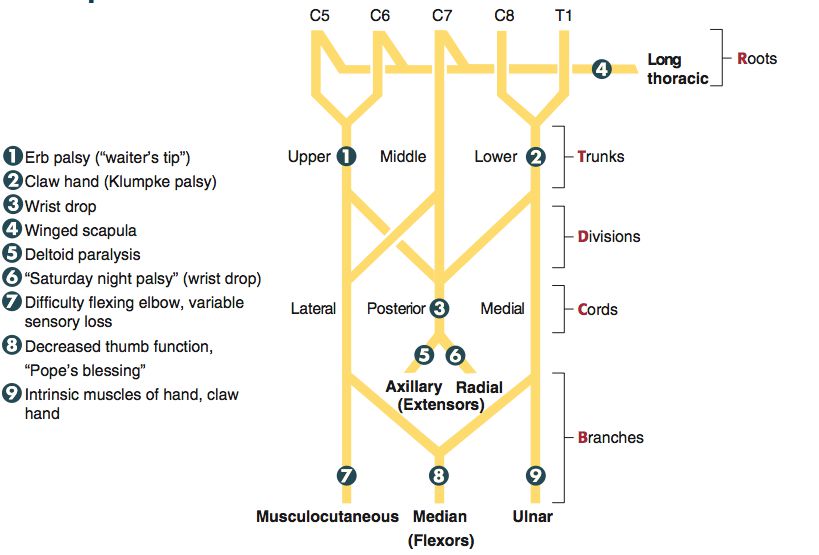 C5 C6 C7 C8 T1
4 Long thoracic
Roots
1 Erb palsy (“waiter’s tip”)
2 Claw hand (Klumpke palsy)
3 Wrist drop
4 Winged scapula
5 Deltoid paralysis
6 “Saturday night palsy” (wrist drop)
7 Difficulty flexing elbow, variable
sensory loss
8 Decreased thumb function,
“Pope’s blessing”
9 Intrinsic muscles of hand, claw
hand
Upper 1 Middle Lower 2 Trunks
Divisions
Lateral Posterior 3 Medial Cords
5 6
Axillary Radial
(Extensors)
Branches
7 8 9
Musculocutaneous Median Ulnar
(Flexors)